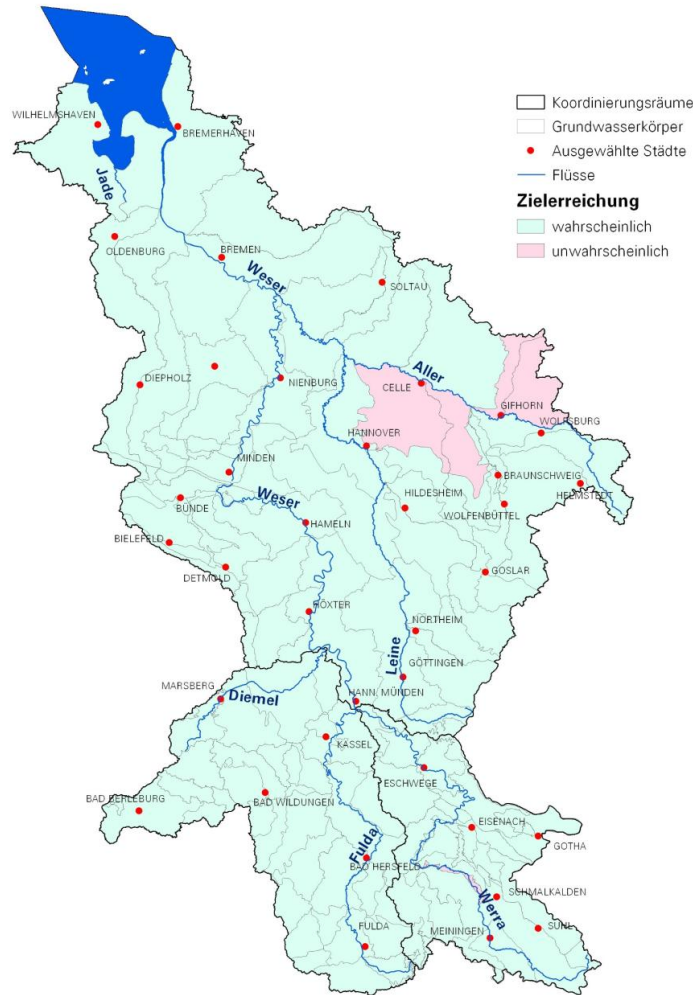 Koordinierungsräume
Grundwasserkörper
Ausgewählte Städte
Flüsse
Zielerreichung
wahrscheinlich
unwahrscheinlich
WILHELMSHAVEN
BREMERHAVEN
Jade
OLDENBURG
BREMEN
Weser
SOLTAU
DIEPHOLZ
NIENBURG
CELLE
Aller
GIFHORN
WOLFSBURG
HANNOVER
MINDEN
BRAUNSCHWEIG
HELMSTEDT
HILDESHEIM
WOLFENBÜTTEL
BÜNDE
Weser
HAMELN
BIELEFELD
DETMOLD
GOSLAR
HÖXTER
NORTHEIM
Leine
GÖTTINGEN
MARSBERG
Diemel
HANN. MÜNDEN
KASSEL
ESCHWEGE
BAD BERLEBURG
BAD WILDUNGEN
EISENACH
GOTHA
Fulda
BAD HERSFELD
SCHMALKALDEN
Werra
FULDA
MEININGEN
SUHL